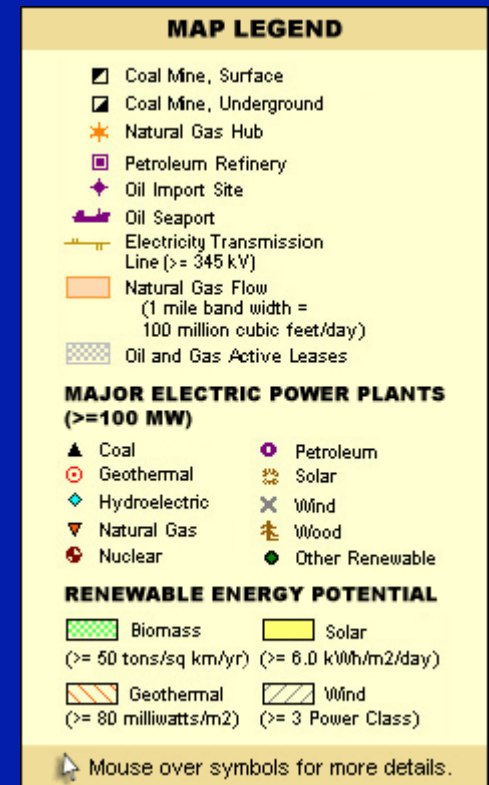 MAP LEGEND
Coal Mine, Surface
Coal Mine, Underground
Natural Gas Hub
Petroleum Refinery
Oil Import Site
Oil Seaport
Electricity Transmission
Line (>= 345 kV)
Natural Gas Flow
(1 mile band width =
100 million cubic feet/day)
Oil and Gas Active Leases
MAJOR ELECTRIC POWER PLANTS
(>=100 MW)
Coal
Petroleum
Geothermal
Solar
Hydroelectric
Wind
Natural Gas
Wood
Nuclear
Other Renewable
RENEWABLE ENERGY POTENTIAL
Biomass
Solar
(>= 50 tons/sq km/yr) (>= 6.0 kWh/m2/day)
Geothermal
Wind
(>= 80 milliwatts/m2) (>= 3 Power Class)
Mouse over symbols for more details.